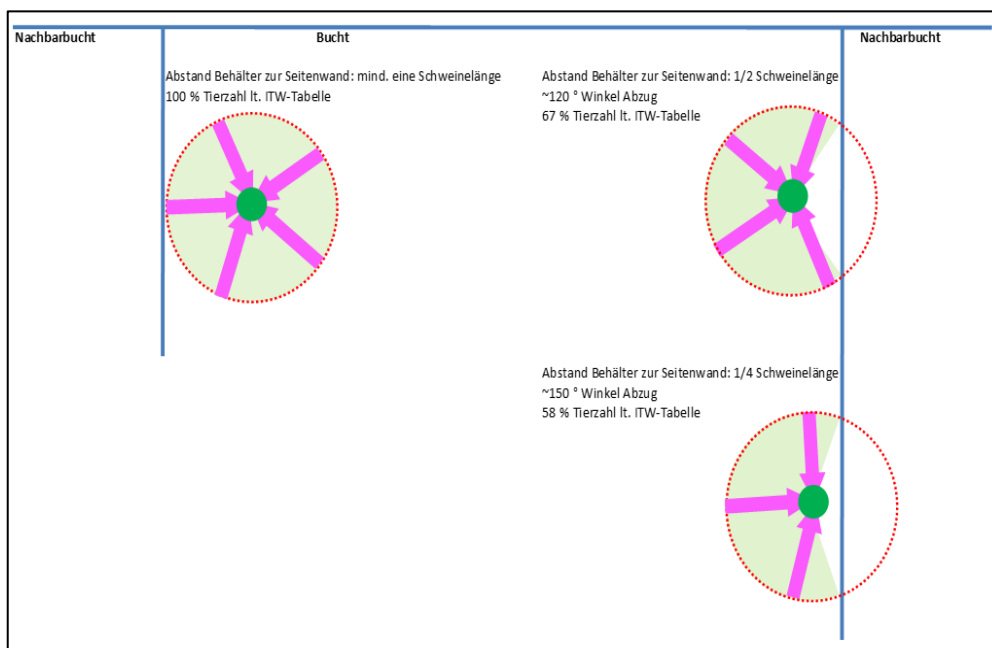 Nachbarbucht
Bucht
Nachbarbucht
Abstand Behälter zur Seitenwand: mind. eine Schweinelänge
100 % Tierzahl lt. ITW-Tabelle
Abstand Behälter zur Seitenwand: 1/2 Schweinelänge
~120 ° Winkel Abzug
67 % Tierzahl lt. ITW-Tabelle
Abstand Behälter zur Seitenwand: 1/4 Schweinelänge
~150 ° Winkel Abzug
58 % Tierzahl lt. ITW-Tabelle